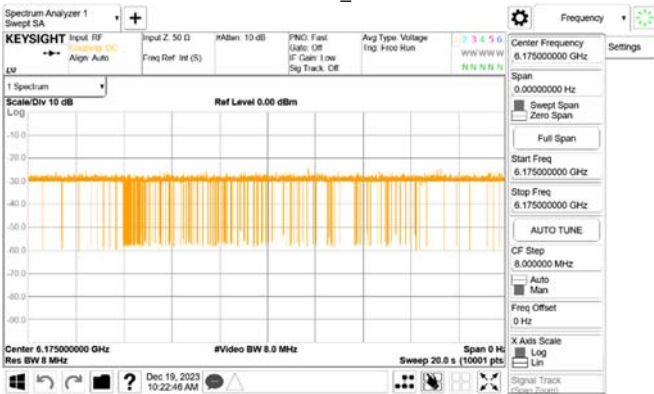 Spectrum Analyzer 1
Swept SA
+
Frequency
KEYSIGHT
Input: RF
Coupling: DC
Align: Auto
Input Z: 50 Ω
Freq Ref: Int (S)
#Atten: 10 dB
PNO: Fast
Gate: Off
IF Gain: Low
Sig Track: Off
Avg Type: Voltage
Trig: Free Run
1 2 3 4 5 6
W W W W W W
N N N N N N
LXI
1 Spectrum
Scale/Div 10 dB
Ref Level 0.00 dBm
Log
-10.0
-20.0
-30.0
-40.0
-50.0
-60.0
-70.0
-80.0
-90.0
Center 6.175000000 GHz
#Video BW 8.0 MHz
Span 0 Hz
Res BW 8 MHz
Sweep 20.0 s (10001 pts
Dec 19, 2023
10:22:46 AM
?
Center Frequency
6.175000000 GHz
Settings
Span
0.00000000 Hz
Swept Span
Zero Span
Full Span
Start Freq
6.175000000 GHz
Stop Freq
6.175000000 GHz
AUTO TUNE
CF Step
8.000000 MHz
Auto
Man
Freq Offset
0 Hz
X Axis Scale
Log
Lin
Signal Track
(Span Zoom)